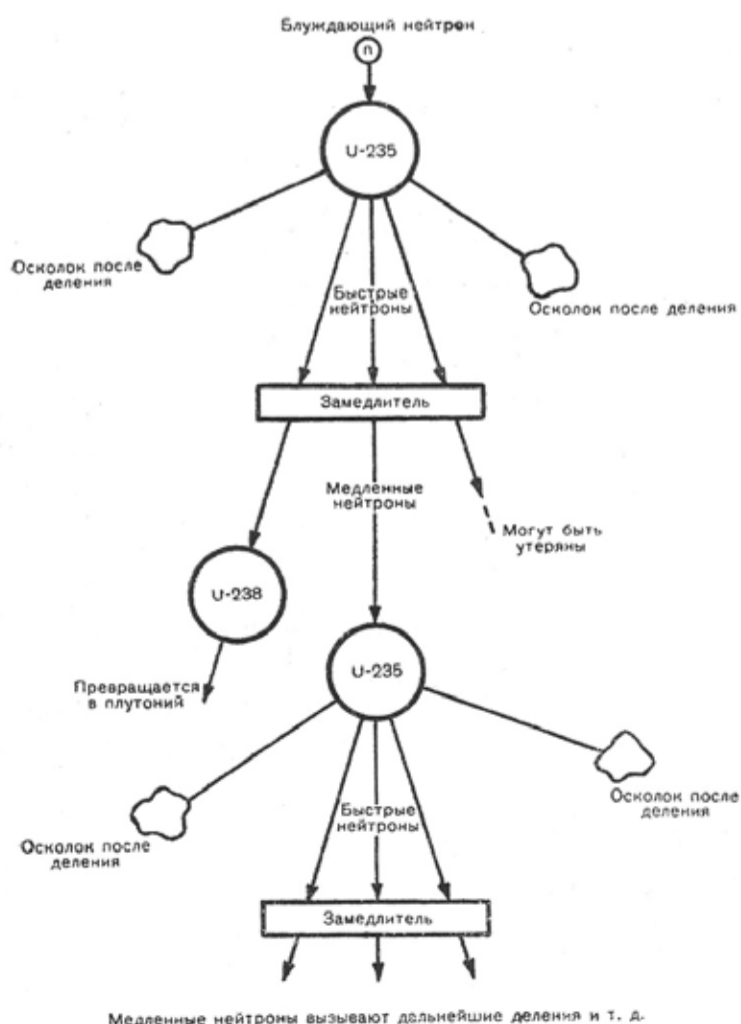 Блуждающий нейтрон
n
U-235
Осколок после
деления
Быстрые
нейтроны
Осколок после деления
Замедлитель
Медленные
нейтроны
Могут быть
утеряны
U-238
U-235
Превращается
в плутоний
Быстрые
нейтроны
Осколок после
деления
Осколок после
деления
Замедлитель
Медленные нейтроны вызывают дальнейшие деления и т. д.